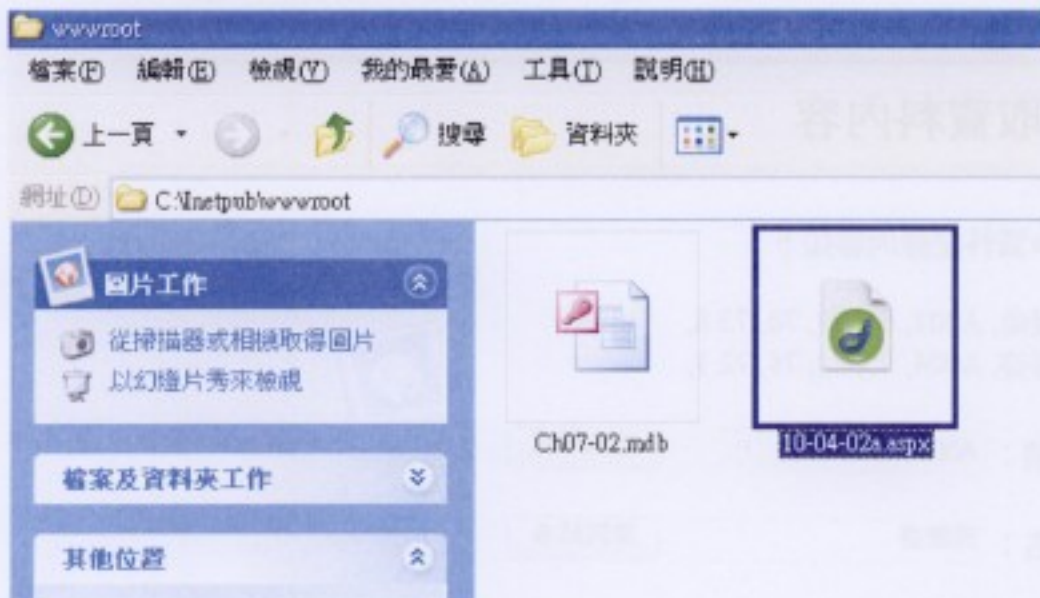 wwwroot
檔案(F) 編輯(E) 檢視(V) 我的最愛(A) 工具(T) 說明(H)
上一頁 搜尋 資料夾
網址(D) C:\Inetpub\wwwroot
圖片工作
從掃描器或相機取得圖片
以幻燈片秀來檢視
檔案及資料夾工作
其他位置
Ch07-02.mdb
10-04-02a.aspx